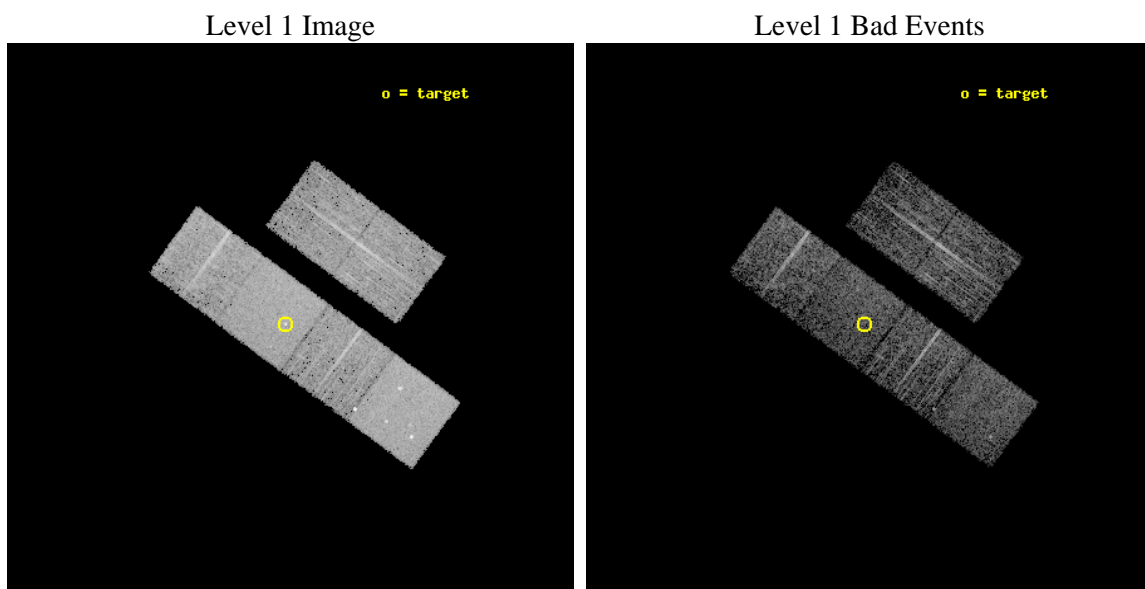 Level 1 Image
Level 1 Bad Events
o = target
o = target